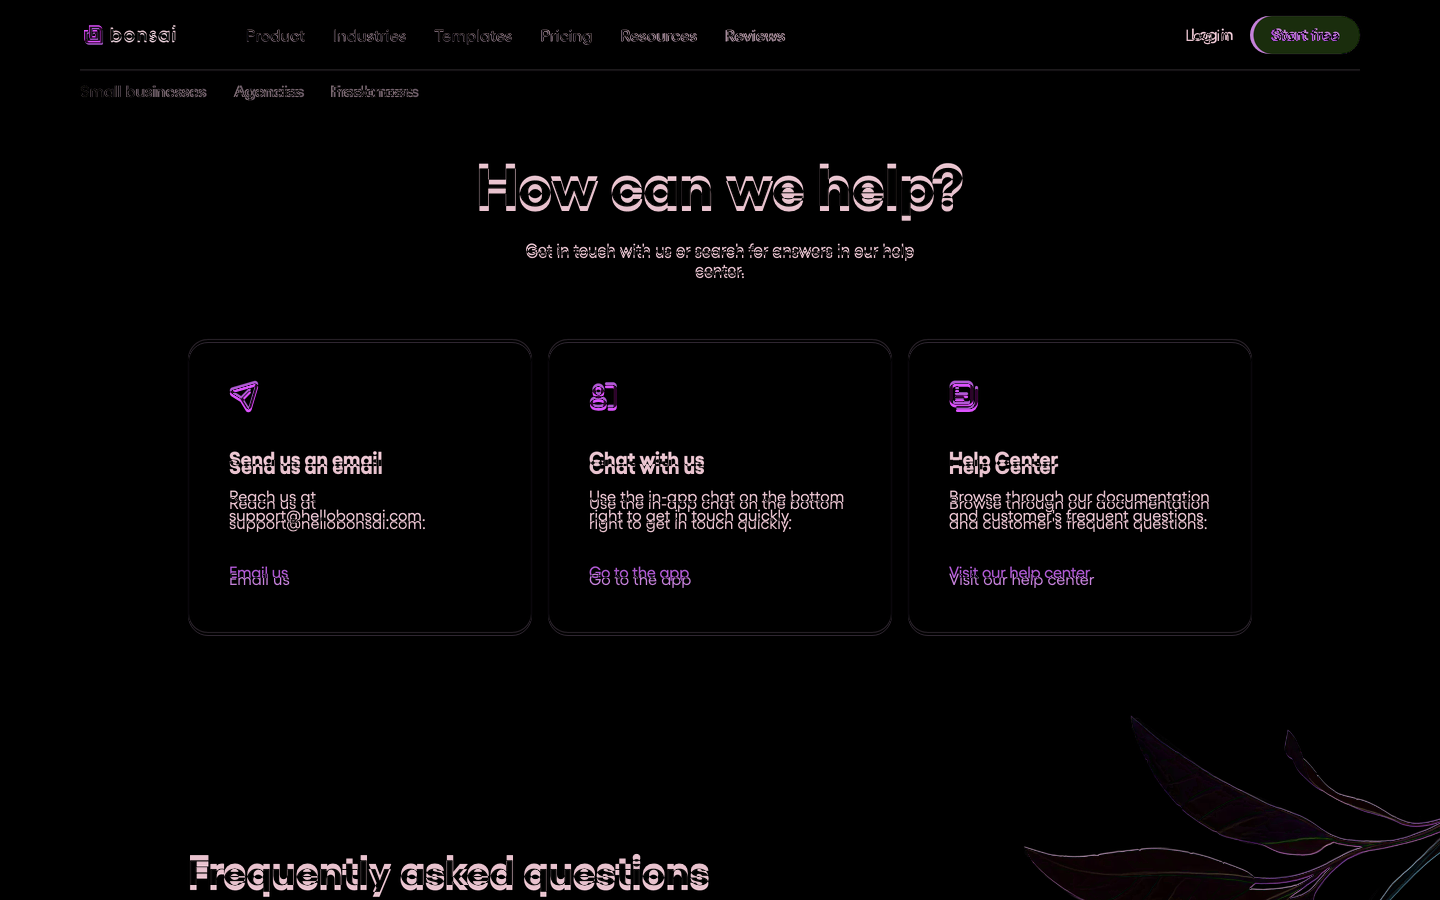 bonsai
Product Industries Templates Pricing Resources Reviews
Log in
Start free
Small businesses Agencies Freelancers
How can we help?
Get in touch with us or search for answers in our help
center.
Send us an email
Reach us at
support@hellobonsai.com.
Email us
Chat with us
Use the in-app chat on the bottom
right to get in touch quickly.
Go to the app
Help Center
Browse through our documentation
and customer's frequent questions.
Visit our help center
Frequently asked questions